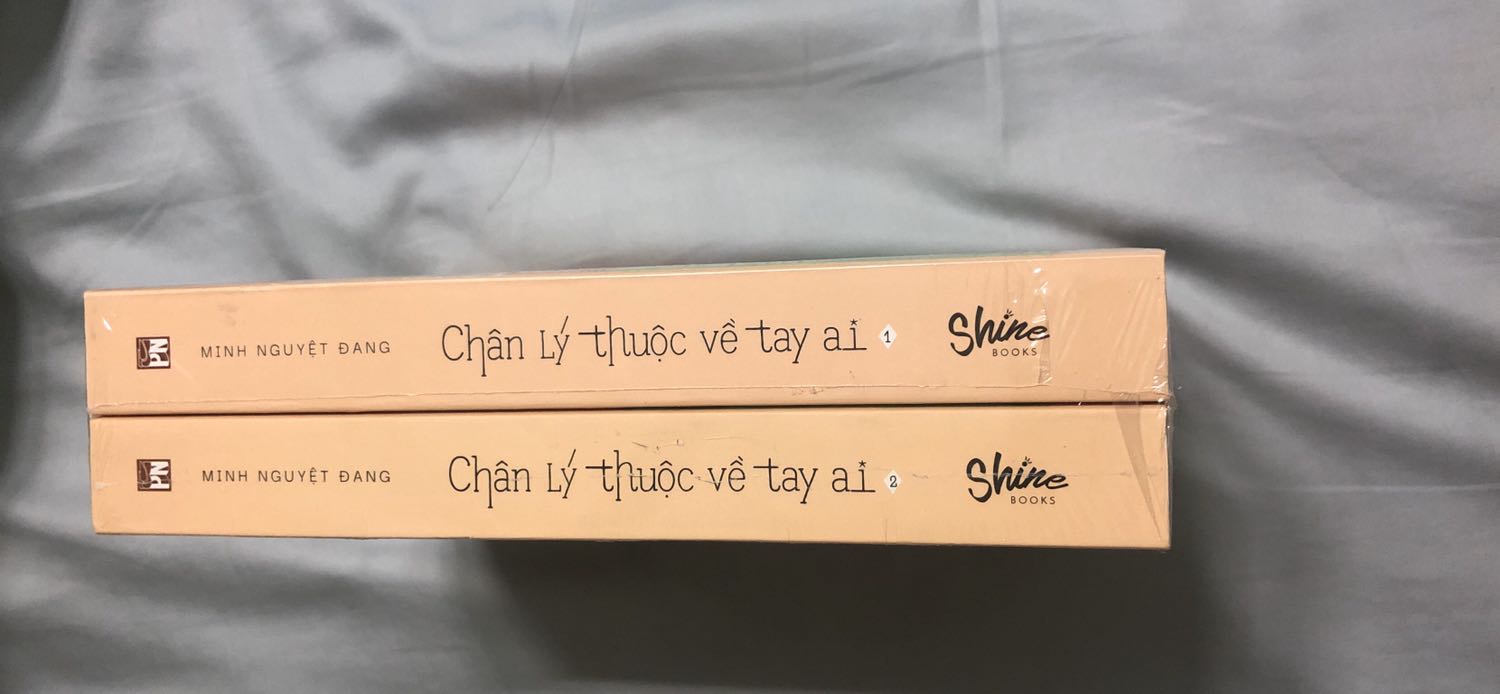 MINH NGUYỆT ĐANG Chân Lý thuộc về tay ai 1 Shine
BOOKS
MINH NGUYỆT ĐANG Chân Lý thuộc về tay ai 2 Shine
BOOKS